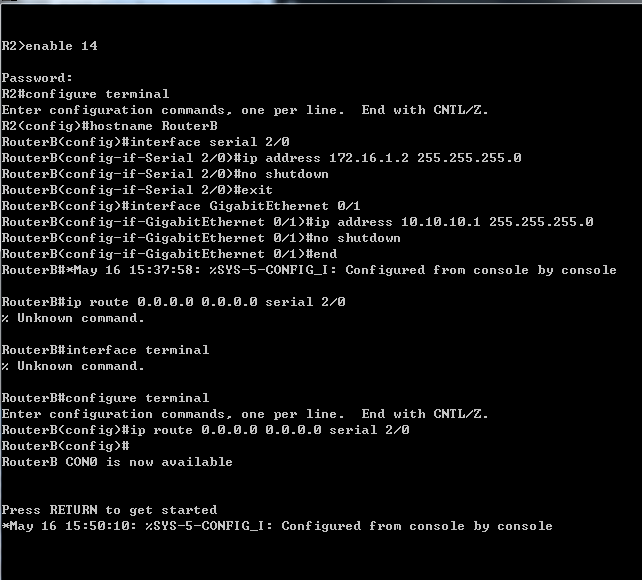 R2>enable 14
Password:
R2#configure terminal
Enter configuration commands, one per line.  End with CNTL/Z.
R2(config)#hostname RouterB
RouterB(config)#interface serial 2/0
RouterB(config-if-Serial 2/0)#ip address 172.16.1.2 255.255.255.0
RouterB(config-if-Serial 2/0)#no shutdown
RouterB(config-if-Serial 2/0)#exit
RouterB(config)#interface GigabitEthernet 0/1
RouterB(config-if-GigabitEthernet 0/1)#ip address 10.10.10.1 255.255.255.0
RouterB(config-if-GigabitEthernet 0/1)#no shutdown
RouterB(config-if-GigabitEthernet 0/1)#end
RouterB#*May 16 15:37:58: %SYS-5-CONFIG_I: Configured from console by console
RouterB#ip route 0.0.0.0 0.0.0.0 serial 2/0
% Unknown command.
RouterB#interface terminal
% Unknown command.
RouterB#configure terminal
Enter configuration commands, one per line.  End with CNTL/Z.
RouterB(config)#ip route 0.0.0.0 0.0.0.0 serial 2/0
RouterB(config)#
RouterB CON0 is now available
Press RETURN to get started
*May 16 15:50:10: %SYS-5-CONFIG_I: Configured from console by console